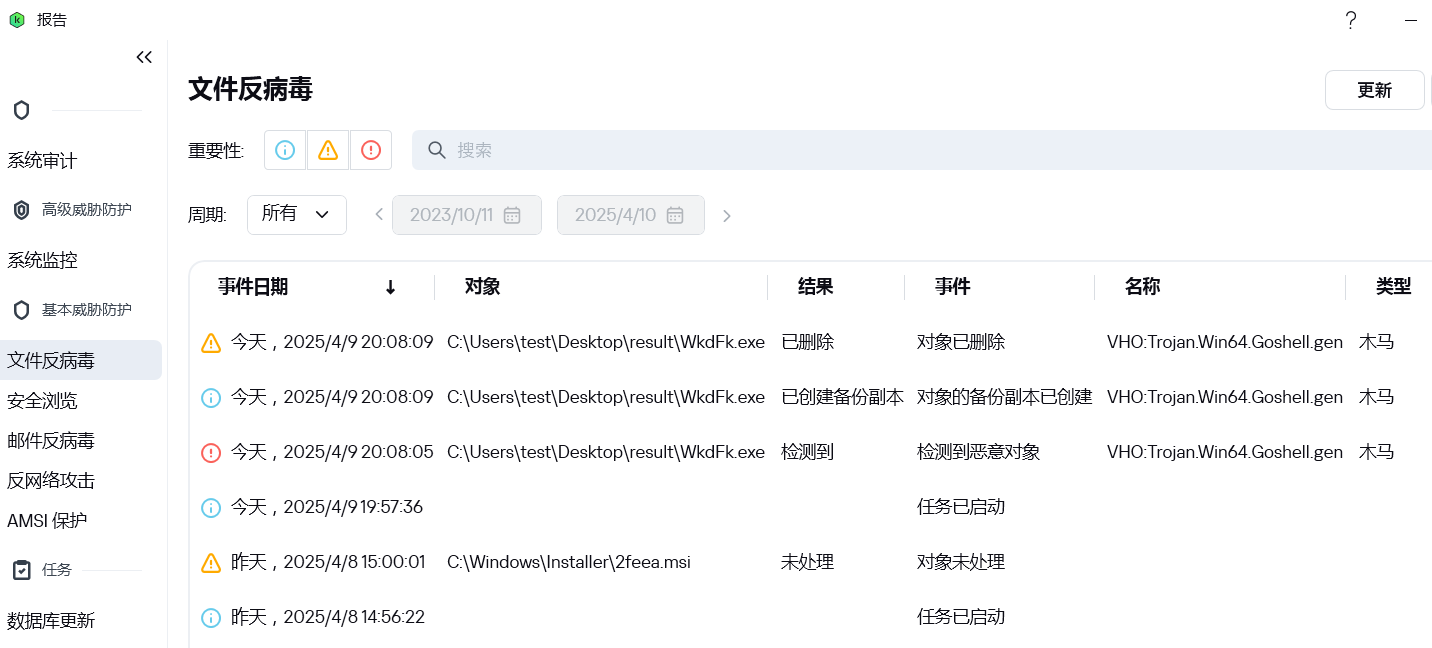 报告
?
文件反病毒
更新
重要性:
搜索
周期:
所有
2023/10/11
2025/4/10
系统审计
高级威胁防护
系统监控
基本威胁防护
文件反病毒
安全浏览
邮件反病毒
反网络攻击
AMSI 保护
任务
数据库更新
事件日期 ↓ 对象 结果 事件 名称 类型
今天，2025/4/9 20:08:09 C:\Users\test\Desktop\result\WkdFk.exe 已删除 对象已删除 VHO:Trojan.Win64.Goshell.gen 木马
今天，2025/4/9 20:08:09 C:\Users\test\Desktop\result\WkdFk.exe 已创建备份副本 对象的备份副本已创建 VHO:Trojan.Win64.Goshell.gen 木马
今天，2025/4/9 20:08:05 C:\Users\test\Desktop\result\WkdFk.exe 检测到 检测到恶意对象 VHO:Trojan.Win64.Goshell.gen 木马
今天，2025/4/9 19:57:36 任务已启动
昨天，2025/4/8 15:00:01 C:\Windows\Installer\2feea.msi 未处理 对象未处理
昨天，2025/4/8 14:56:22 任务已启动